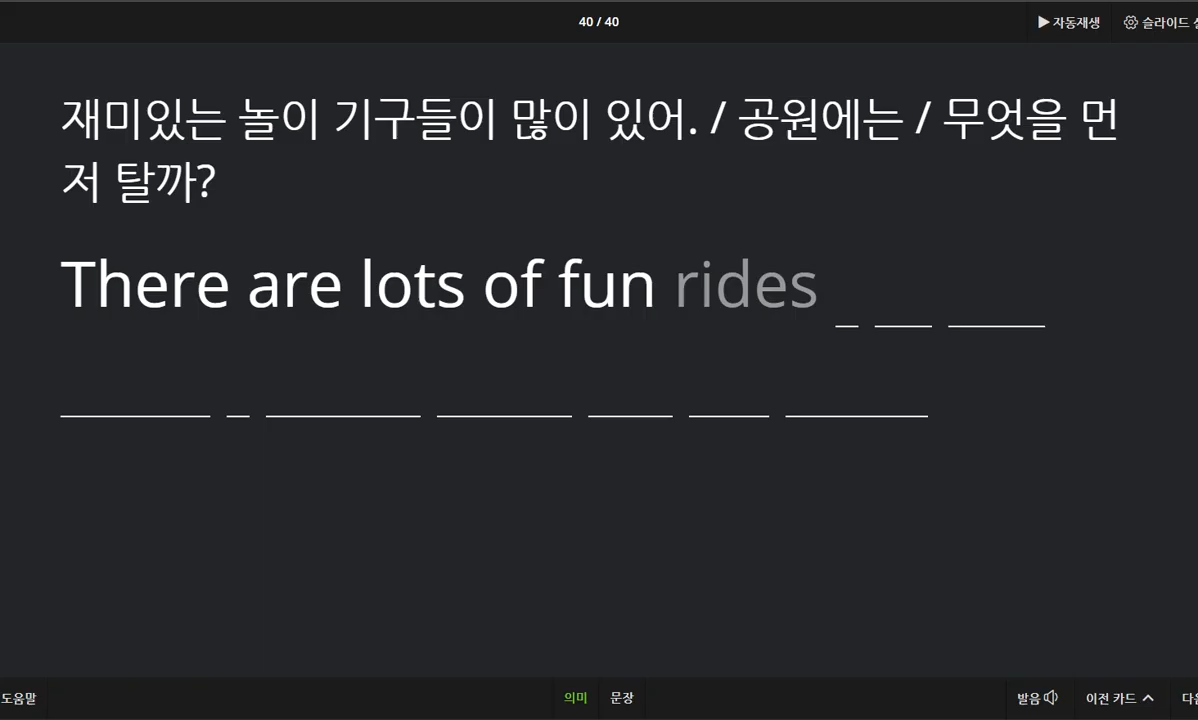 40 / 40
▶ 자동재생
슬라이드
재미있는 놀이 기구들이 많이 있어. / 공원에는 / 무엇을 먼
저 탈까?
There are lots of fun rides
도움말
의미
문장
발음
이전 카드